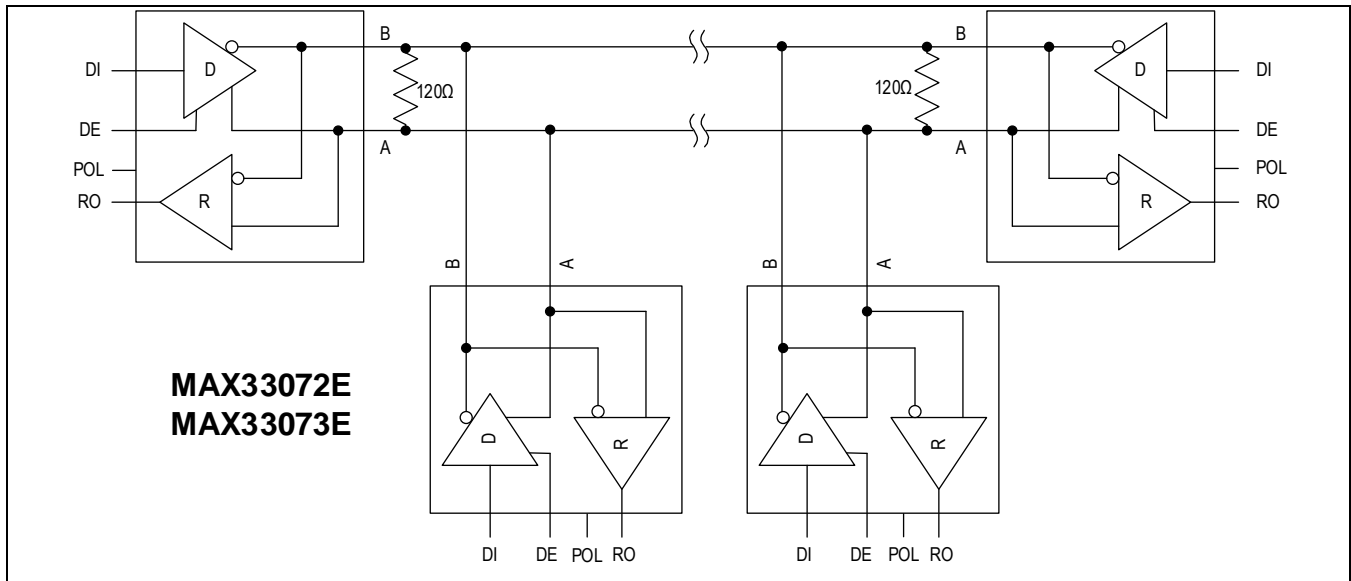 B
B
DI
D
D
DI
120Ω
120Ω
DE
A
A
DE
POL
POL
RO
R
R
RO
B
A
B
A
MAX33072E
MAX33073E
D
R
D
R
DI
DE
POL
RO
DI
DE
POL
RO